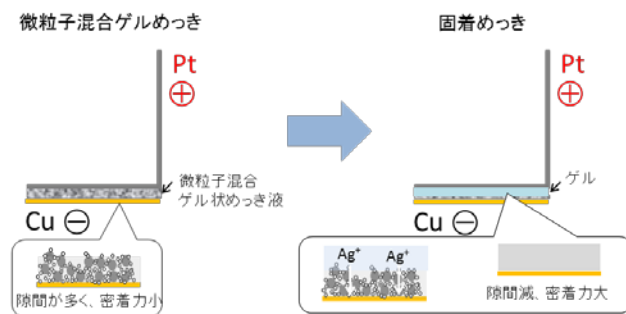 微粒子混合ゲルめっき
固着めっき
Pt
⊕
微粒子混合
ゲル状めっき液
Cu ⊖
隙間が多く、密着力小
Pt
⊕
ゲル
Cu ⊖
Ag⁺ Ag⁺
隙間減、密着力大